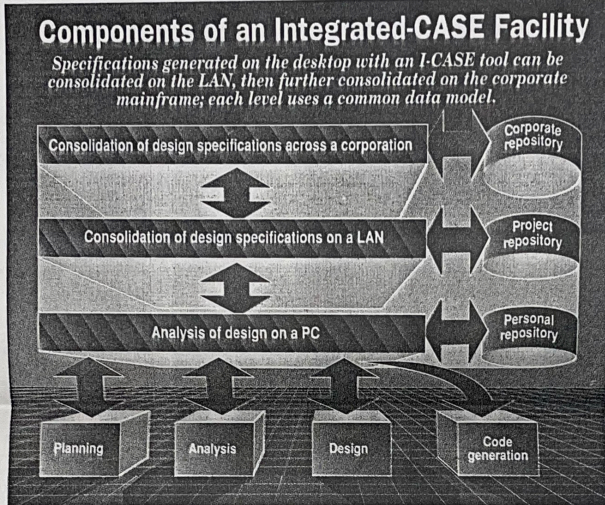 Components of an Integrated-CASE Facility
Specifications generated on the desktop with an I-CASE tool can be
consolidated on the LAN, then further consolidated on the corporate
mainframe; each level uses a common data model.
Consolidation of design specifications across a corporation
Corporate
repository
Consolidation of design specifications on a LAN
Project
repository
Analysis of design on a PC
Personal
repository
Planning
Analysis
Design
Code
generation